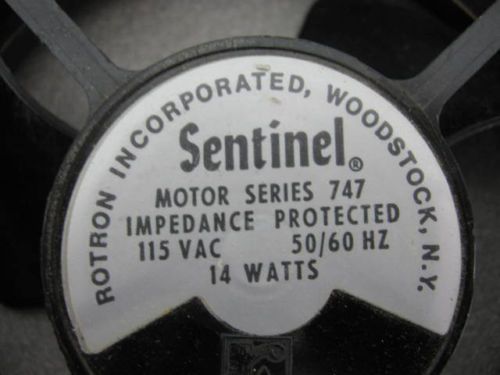 ROTRON INCORPORATED, WOODSTOCK, N.Y.
Sentinel®
MOTOR SERIES 747
IMPEDANCE PROTECTED
115 VAC 50/60 HZ
14 WATTS